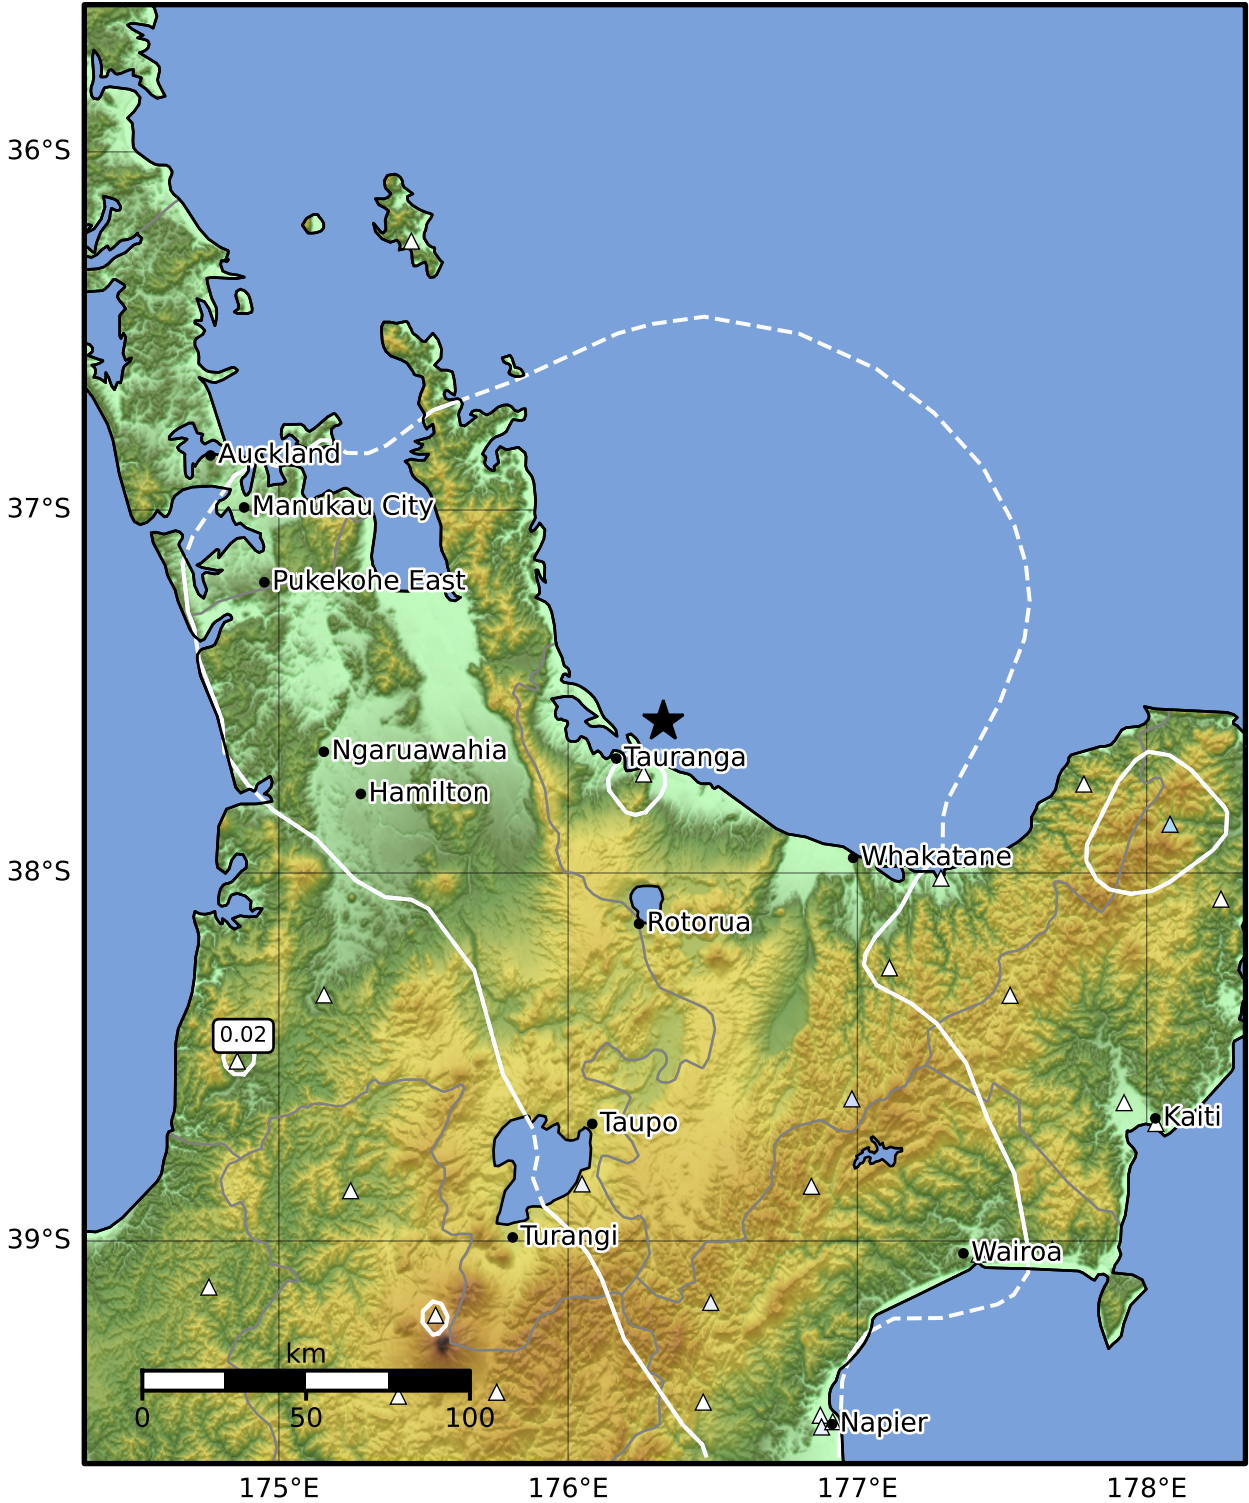 36°S
Auckland
37°S
Manukau City
Pukekohe East
Ngaruawahia
Tauranga
Hamilton
Whakatane
38°S
Rotorua
0.02
Taupo
Kaiti
39°S
Turangi
Wairoa
km
0 50 100
Napier
175°E 176°E 177°E 178°E